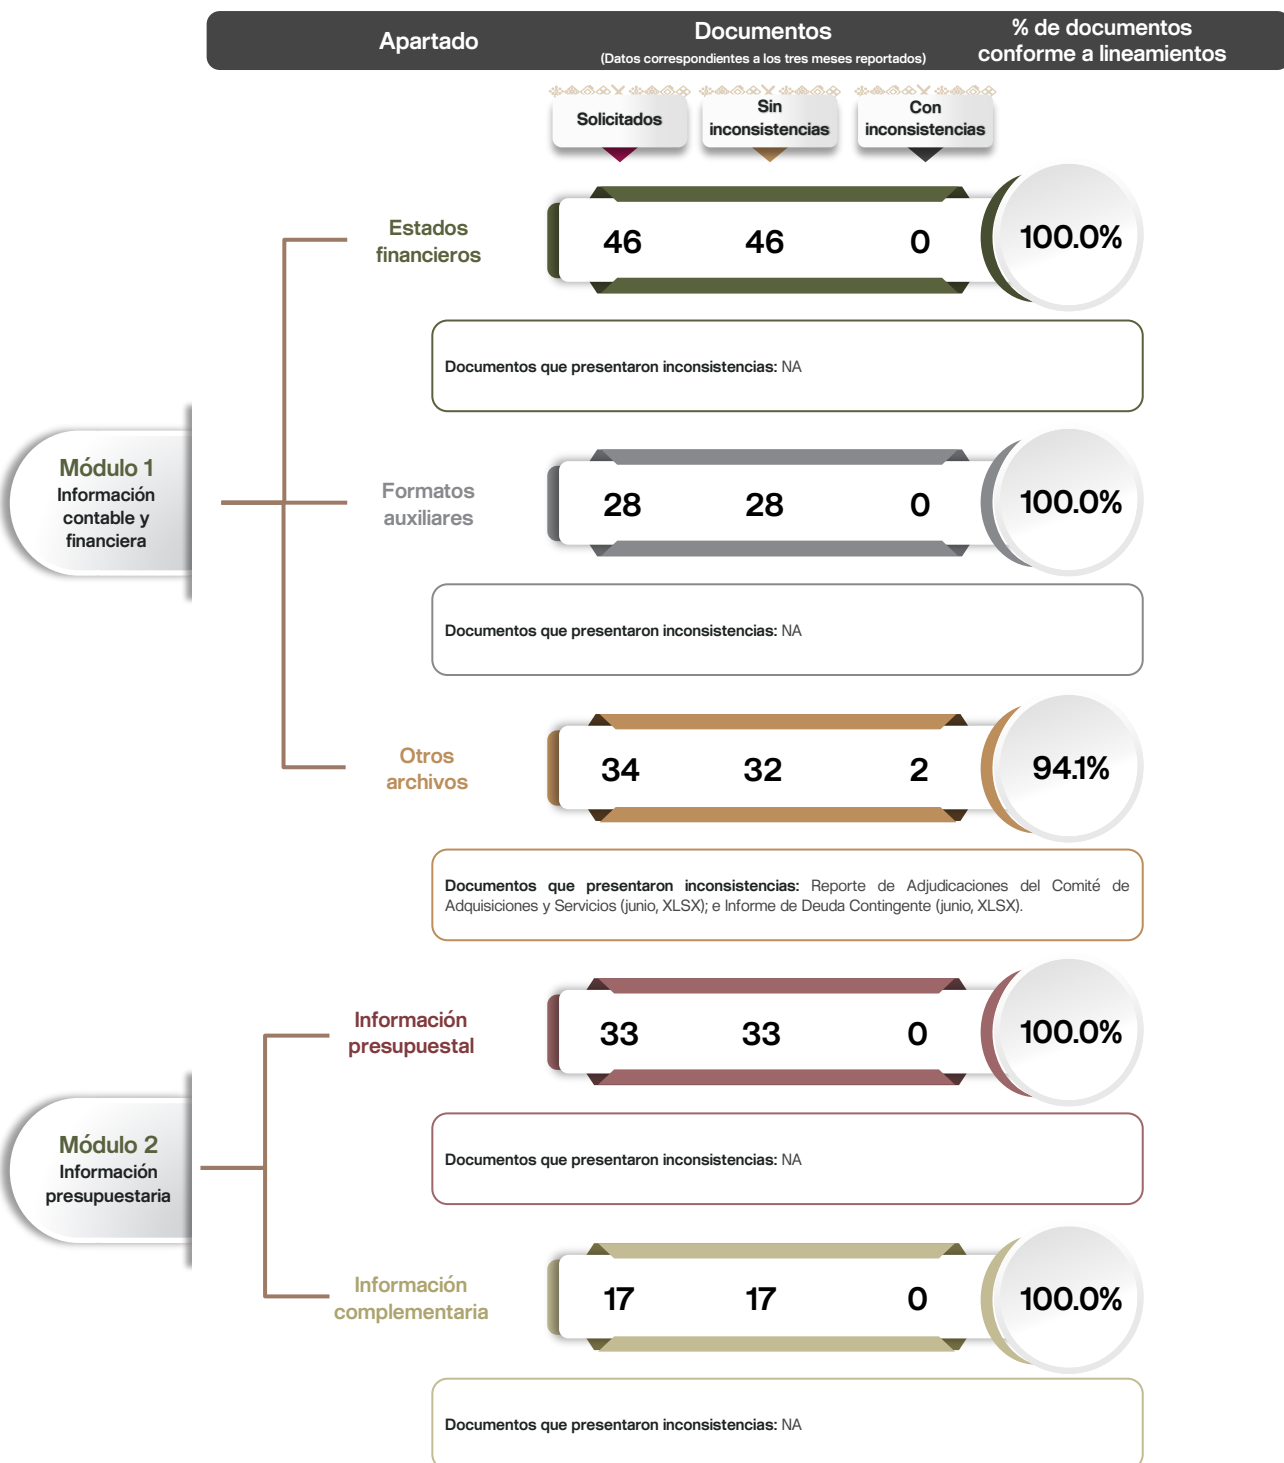 Apartado
Documentos
(Datos correspondientes a los tres meses reportados)
% de documentos
conforme a lineamientos
Solicitados
Sin
inconsistencias
Con
inconsistencias
Módulo 1
Información
contable y
financiera
Estados
financieros
46 46 0 100.0%
Documentos que presentaron inconsistencias: NA
Formatos
auxiliares
28 28 0 100.0%
Documentos que presentaron inconsistencias: NA
Otros
archivos
34 32 2 94.1%
Documentos que presentaron inconsistencias: Reporte de Adjudicaciones del Comité de
Adquisiciones y Servicios (junio, XLSX); e Informe de Deuda Contingente (junio, XLSX).
Módulo 2
Información
presupuestaria
Información
presupuestal
33 33 0 100.0%
Documentos que presentaron inconsistencias: NA
Información
complementaria
17 17 0 100.0%
Documentos que presentaron inconsistencias: NA